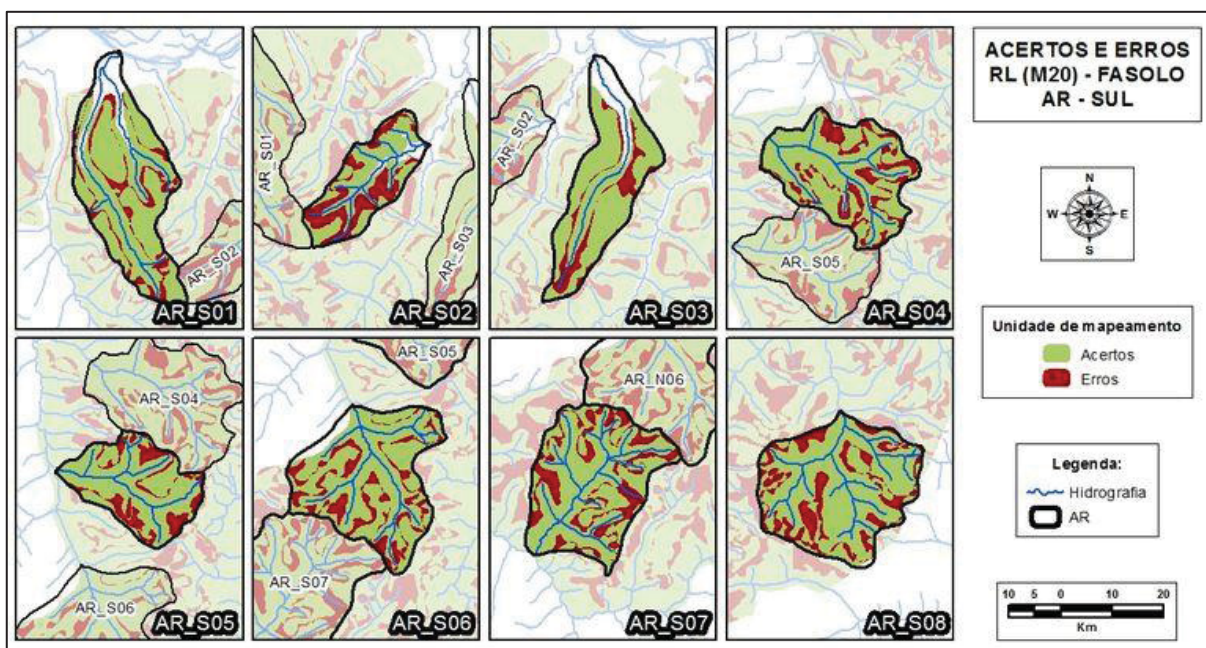 AR_S01
AR_S02
AR_S01
AR_S03
AR_S02
AR_S02
AR_S03
AR_S05
AR_S04
AR_S04
AR_S06
AR_S05
AR_S05
AR_S07
AR_S06
AR_N06
AR_S07
AR_S08
ACERTOS E ERROS
RL (M20) - FASOLO
AR - SUL
N
W E
S
Unidade de mapeamento
Acertos
Erros
Legenda:
Hidrografia
AR
10 5 0 10 20
Km